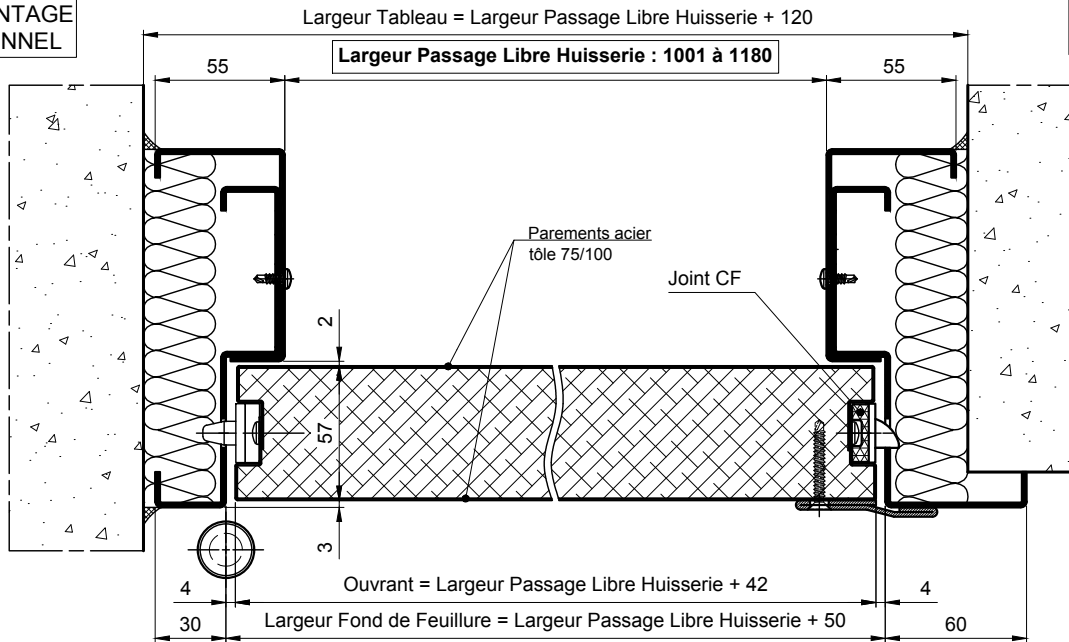 Largeur Tableau = Largeur Passage Libre Huisserie + 120
NTAGE
NNEL
Largeur Passage Libre Huisserie : 1001 à 1180
55
55
Parements acier
tôle 75/100
Joint CF
2
57
3
4
Ouvrant = Largeur Passage Libre Huisserie + 42
4
30
Largeur Fond de Feuillure = Largeur Passage Libre Huisserie + 50
60